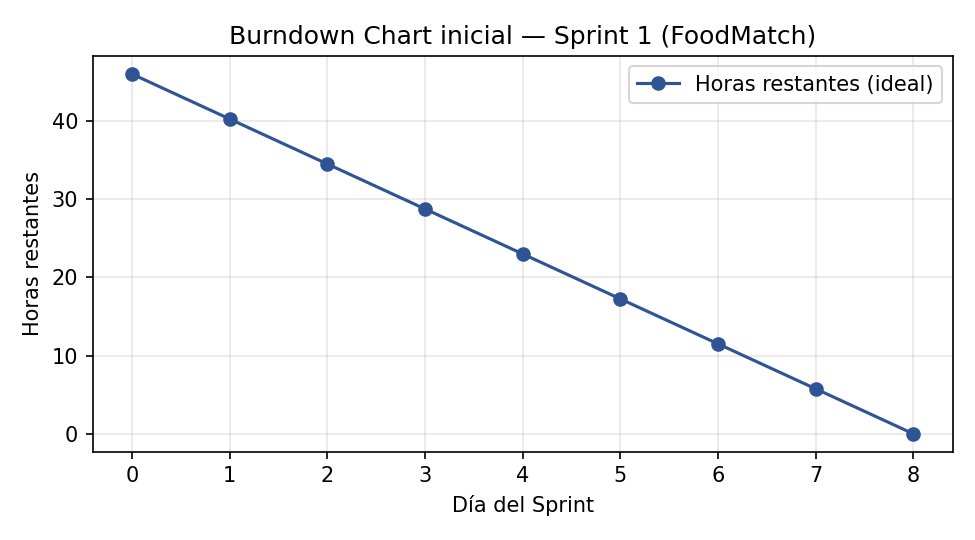 Burndown Chart inicial — Sprint 1 (FoodMatch)
Horas restantes (ideal)
Horas restantes
40
30
20
10
0
0 1 2 3 4 5 6 7 8
Día del Sprint